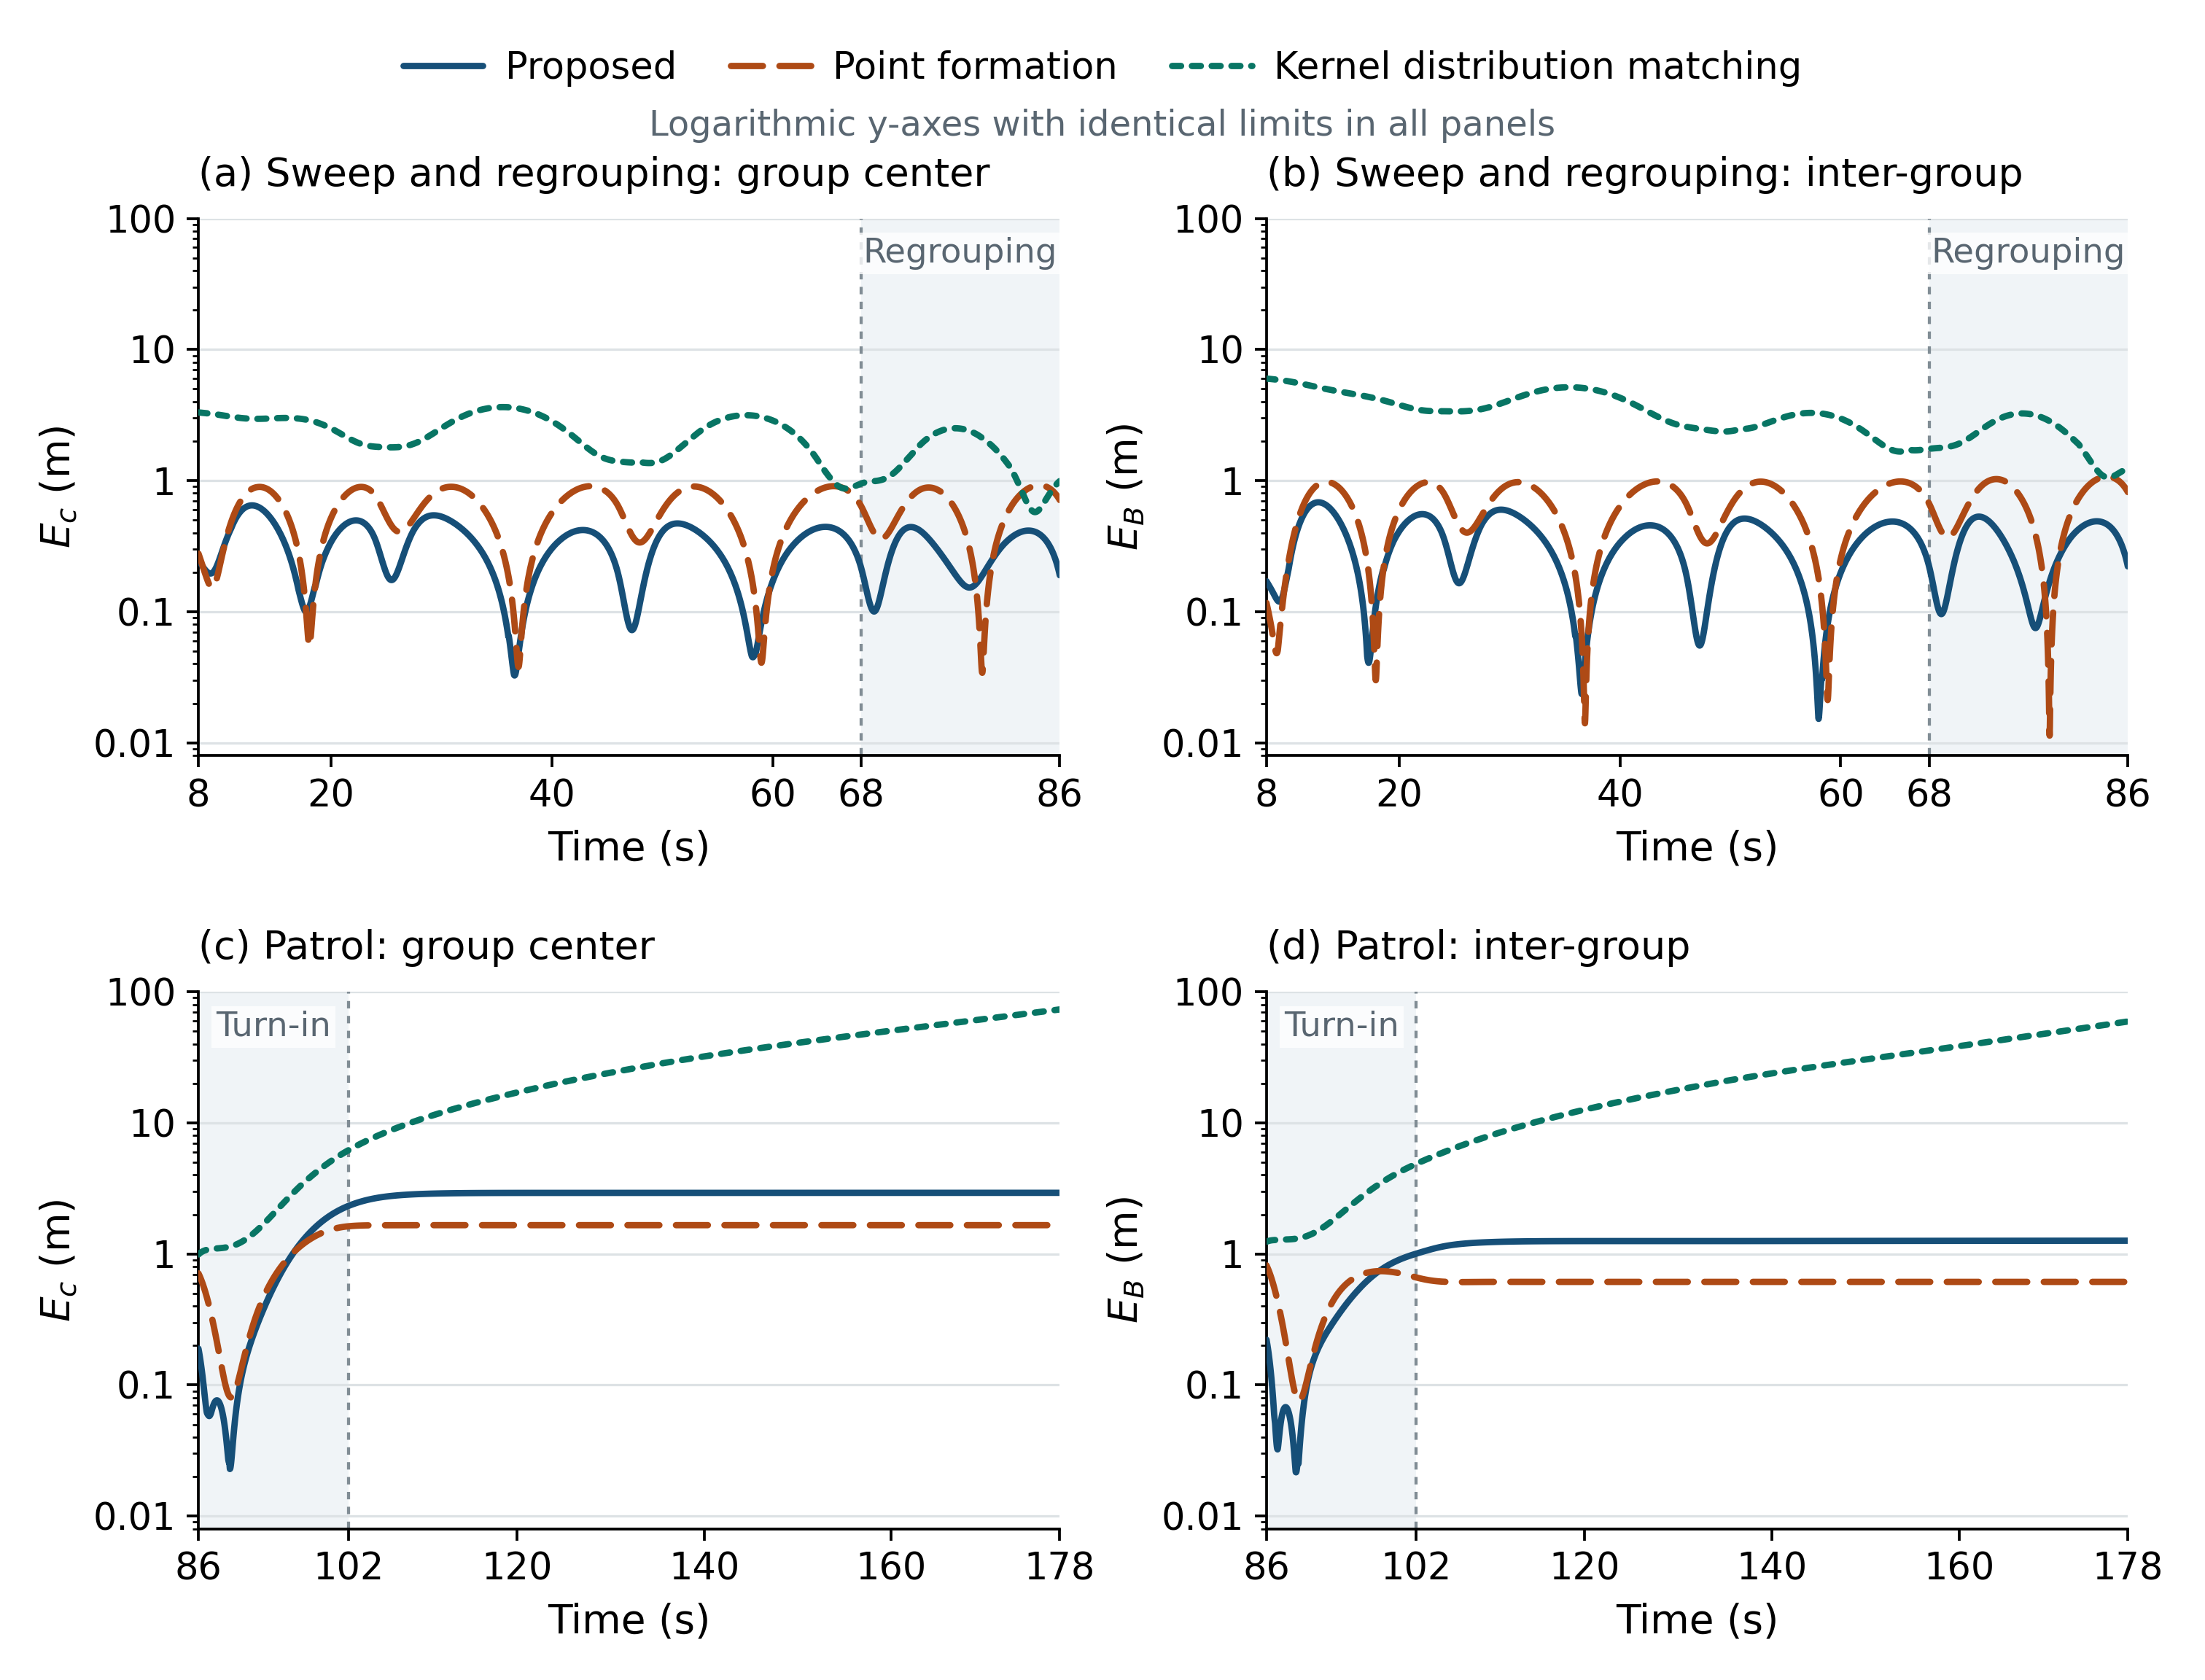 Proposed Point formation Kernel distribution matching
Logarithmic y-axes with identical limits in all panels
(a) Sweep and regrouping: group center
100
10
1
0.1
0.01
E_c (m)
Regrouping
8 20 40 60 68 86
Time (s)
(b) Sweep and regrouping: inter-group
100
10
1
0.1
0.01
E_B (m)
Regrouping
8 20 40 60 68 86
Time (s)
(c) Patrol: group center
100
10
1
0.1
0.01
E_c (m)
Turn-in
86 102 120 140 160 178
Time (s)
(d) Patrol: inter-group
100
10
1
0.1
0.01
E_B (m)
Turn-in
86 102 120 140 160 178
Time (s)